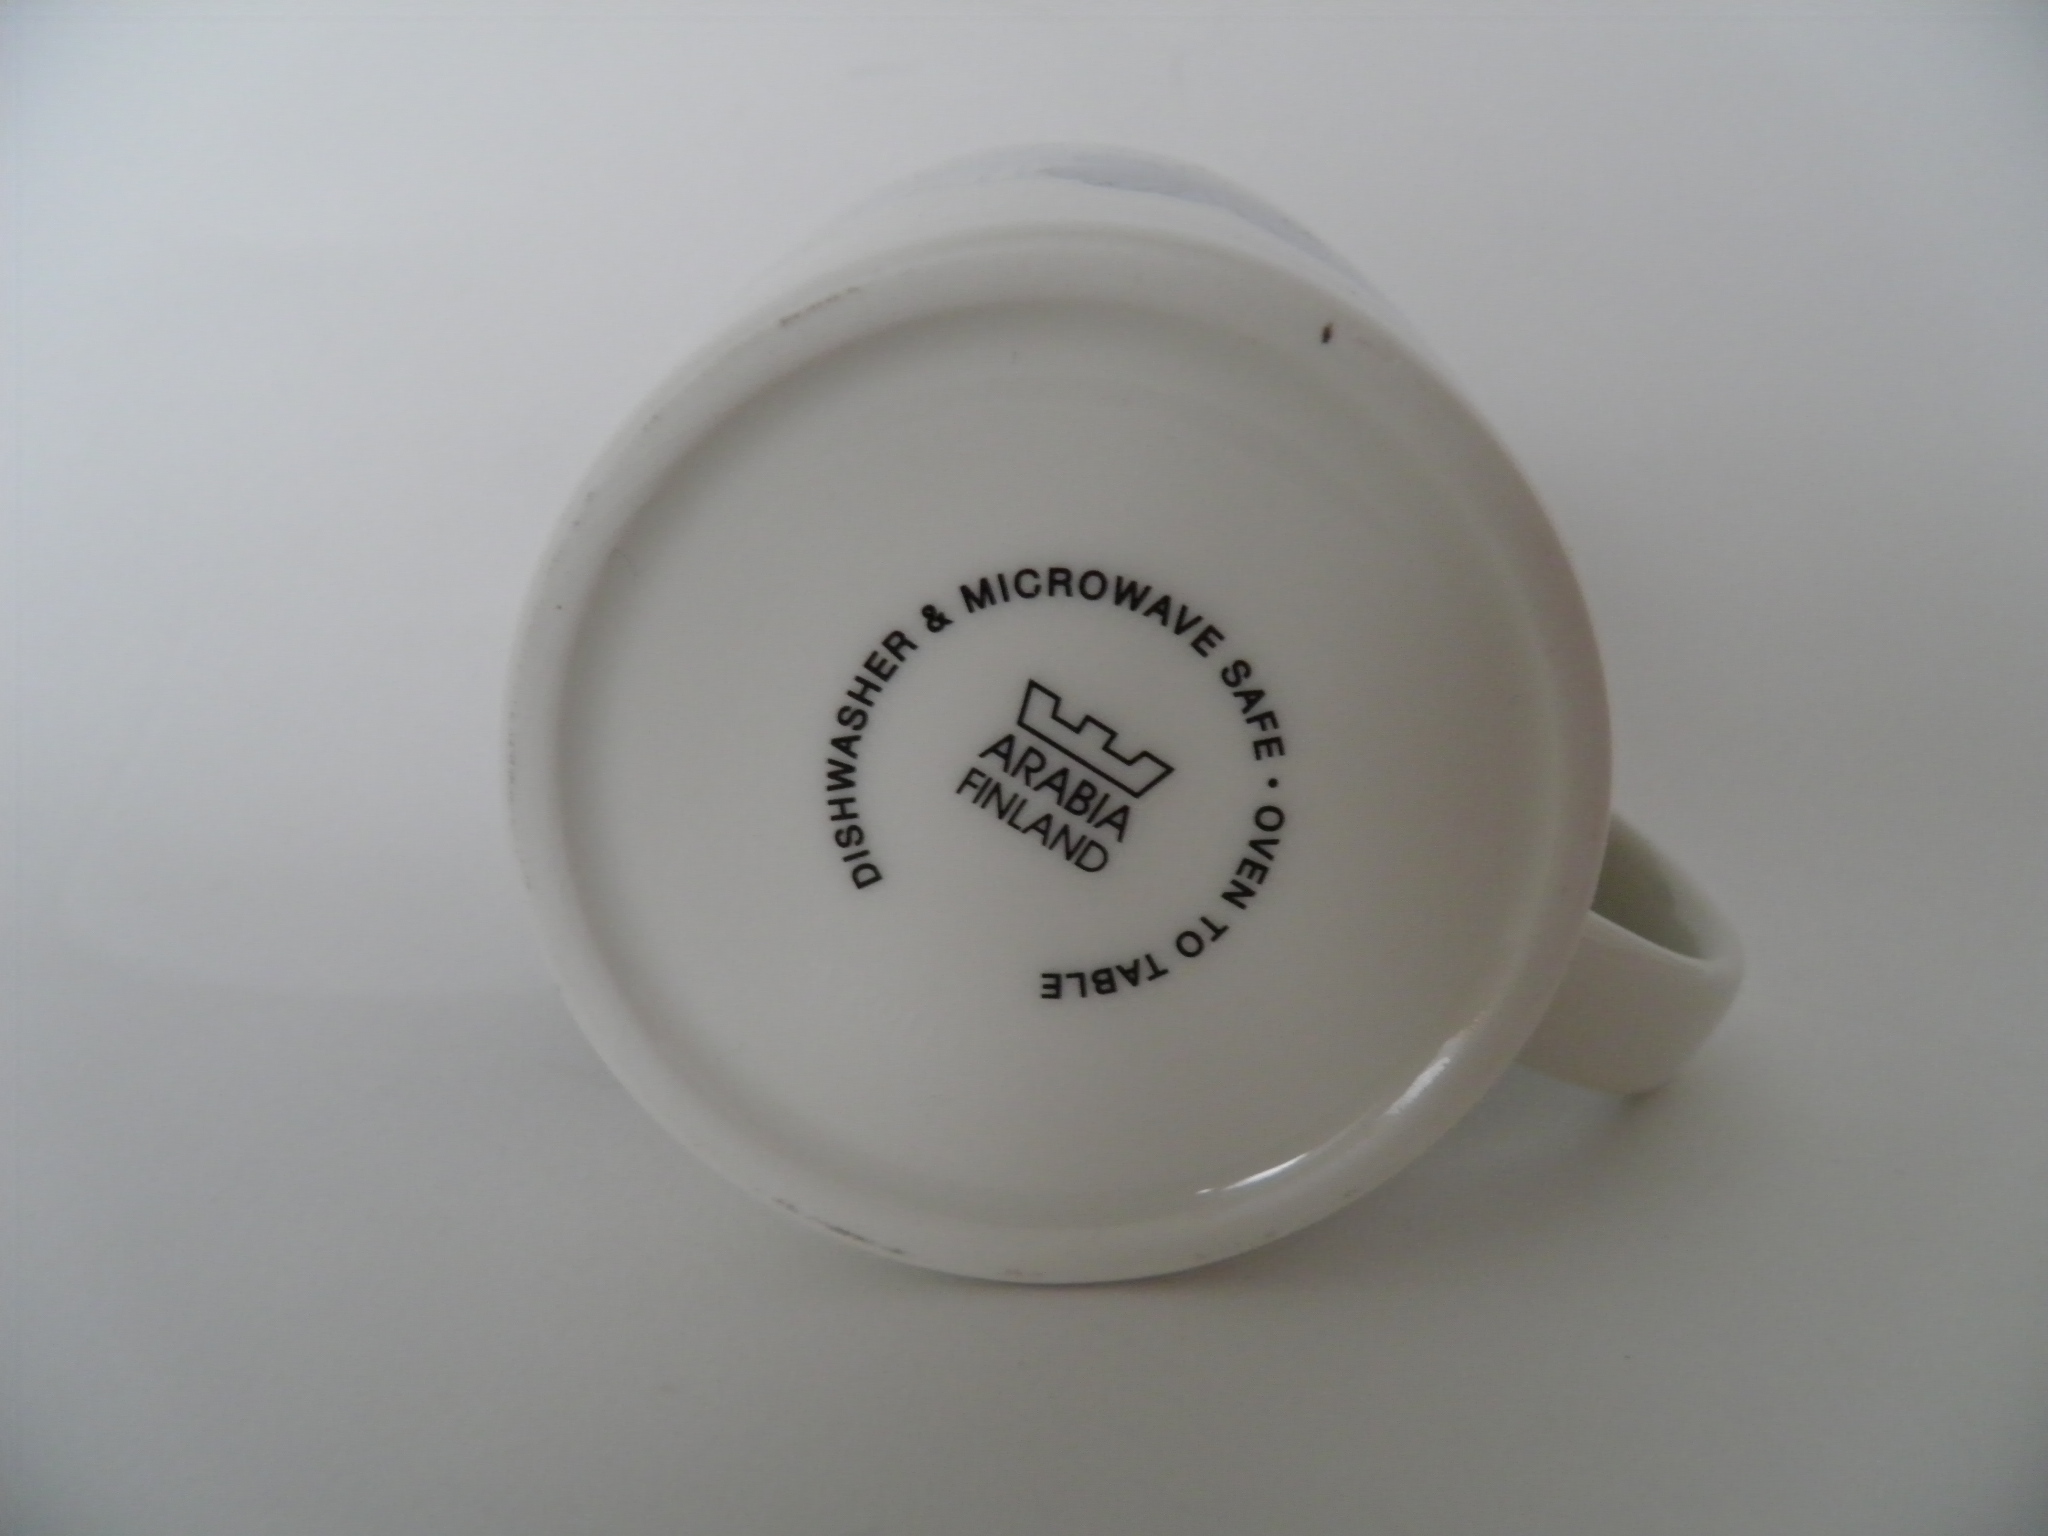 DISHWASHER & MICROWAVE SAFE · OVEN TO TABLE
ARABIA
FINLAND